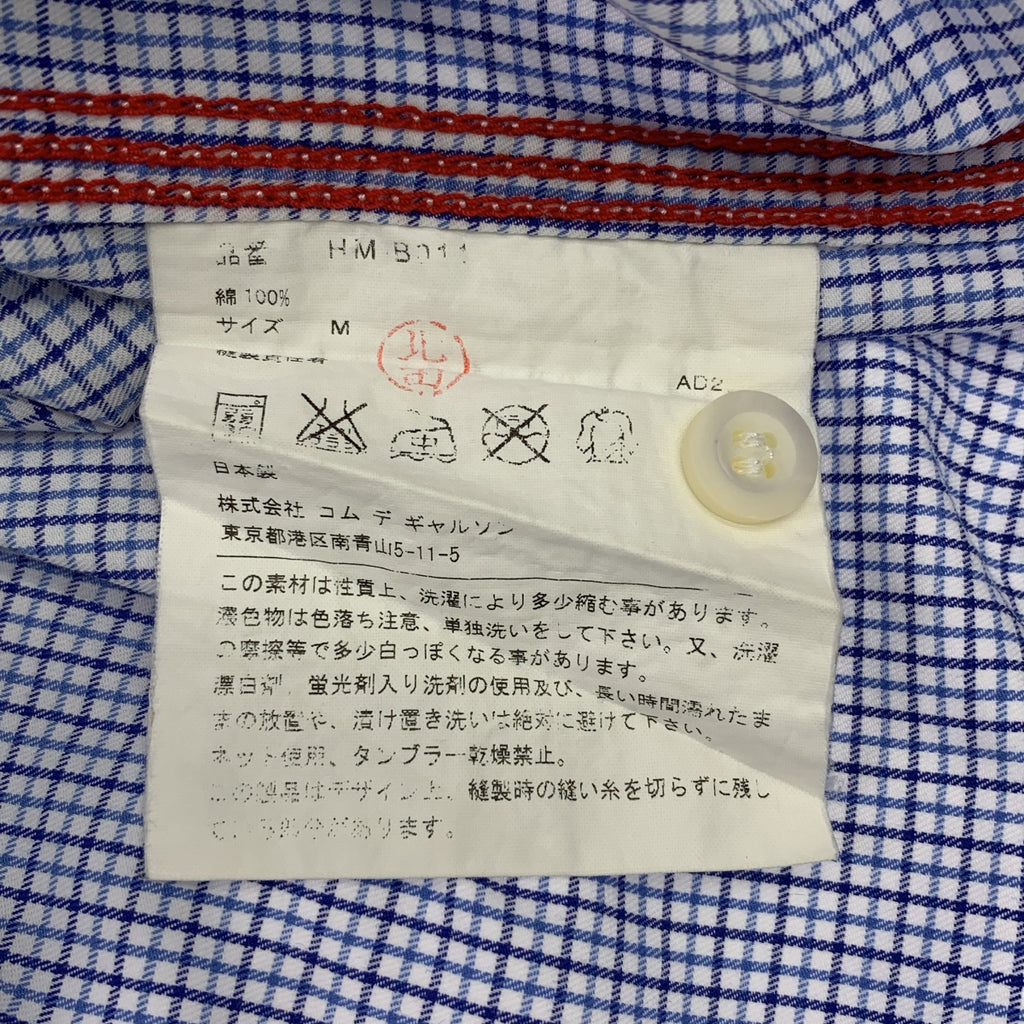 品番 HM-B011
綿 100%
サイズ M
縫製責任者
北田
AD2
日本製
株式会社 コム デ ギャルソン
東京都港区南青山5-11-5
この素材は性質上、洗濯により多少縮む事があります。
濃色物は色落ち注意、単独洗いをして下さい。又、洗濯
の摩擦等で多少白っぽくなる事があります。
漂白剤、蛍光剤入り洗剤の使用及び、長い時間濡れたま
まの放置や、漬け置き洗いは絶対に避けて下さい。
ネット使用、タンブラー乾燥禁止。
この製品はデザイン上、縫製時の縫い糸を切らずに残し
ている部分があります。